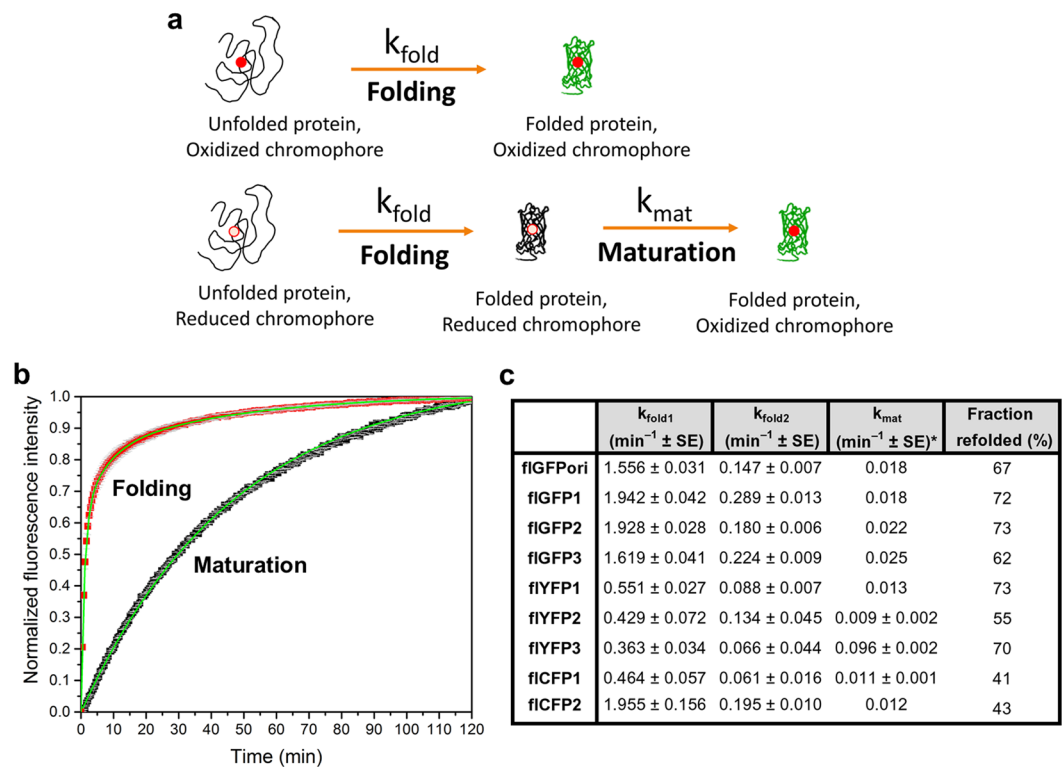 a
k_fold
Folding
Unfolded protein,
Oxidized chromophore
Folded protein,
Oxidized chromophore
k_fold
Folding
k_mat
Maturation
Unfolded protein,
Reduced chromophore
Folded protein,
Reduced chromophore
Folded protein,
Oxidized chromophore
b
Normalized fluorescence intensity
1.0
0.9
0.8
0.7
0.6
0.5
0.4
0.3
0.2
0.1
0.0
Folding
Maturation
0 10 20 30 40 50 60 70 80 90 100 110 120
Time (min)
c
k_fold1 k_fold2 k_mat Fraction
(min⁻¹ ± SE) (min⁻¹ ± SE) (min⁻¹ ± SE)* refolded (%)
flGFPori 1.556 ± 0.031 0.147 ± 0.007 0.018 67
flGFP1 1.942 ± 0.042 0.289 ± 0.013 0.018 72
flGFP2 1.928 ± 0.028 0.180 ± 0.006 0.022 73
flGFP3 1.619 ± 0.041 0.224 ± 0.009 0.025 62
flYFP1 0.551 ± 0.027 0.088 ± 0.007 0.013 73
flYFP2 0.429 ± 0.072 0.134 ± 0.045 0.009 ± 0.002 55
flYFP3 0.363 ± 0.034 0.066 ± 0.044 0.096 ± 0.002 70
flCFP1 0.464 ± 0.057 0.061 ± 0.016 0.011 ± 0.001 41
flCFP2 1.955 ± 0.156 0.195 ± 0.010 0.012 43